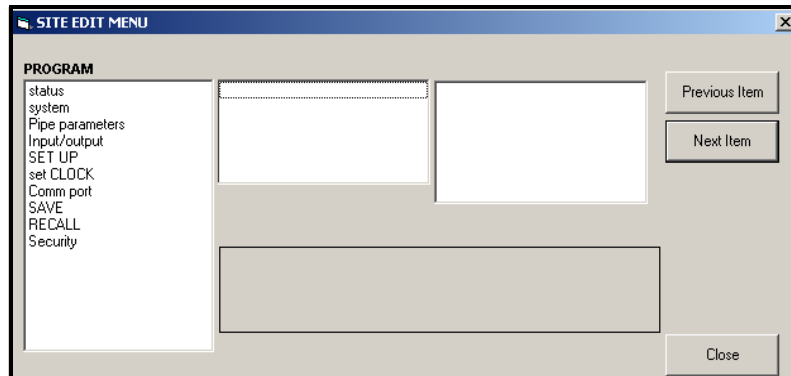 SITE EDIT MENU
PROGRAM
status
system
Pipe parameters
Input/output
SET UP
set CLOCK
Comm port
SAVE
RECALL
Security
Previous Item
Next Item
Close